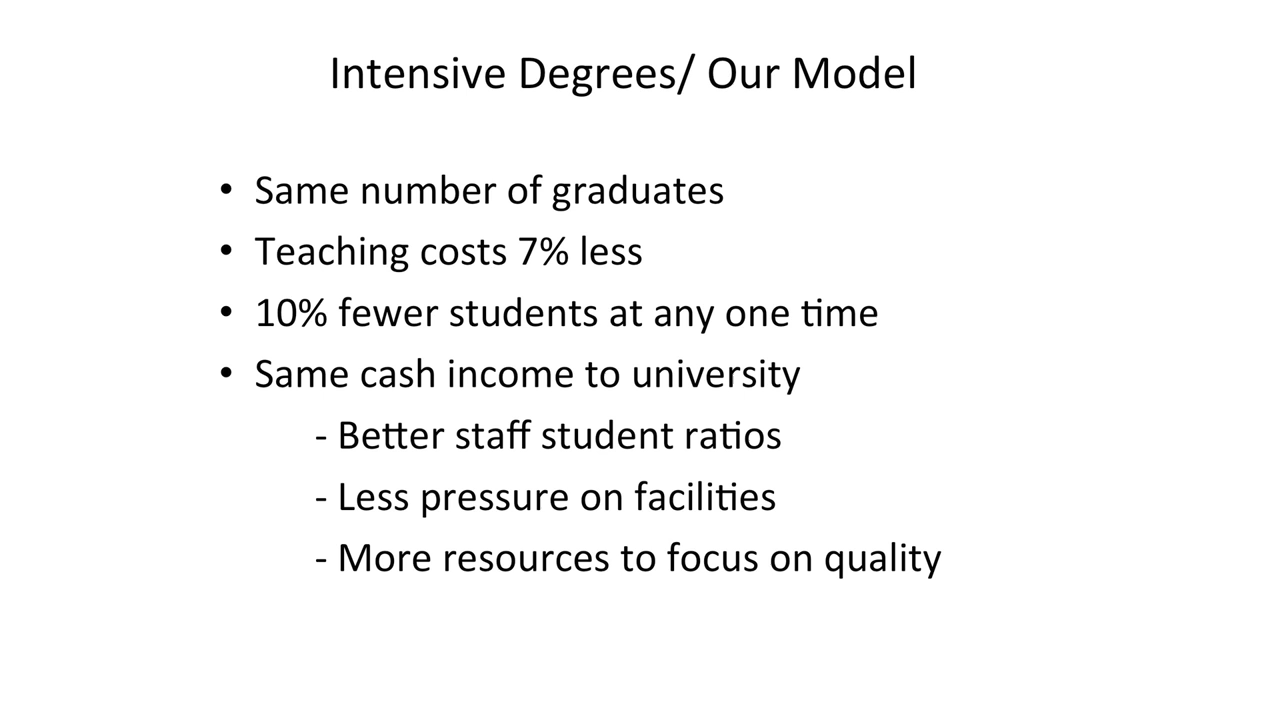 Intensive Degrees/ Our Model
• Same number of graduates
• Teaching costs 7% less
• 10% fewer students at any one time
• Same cash income to university
- Better staff student ratios
- Less pressure on facilities
- More resources to focus on quality